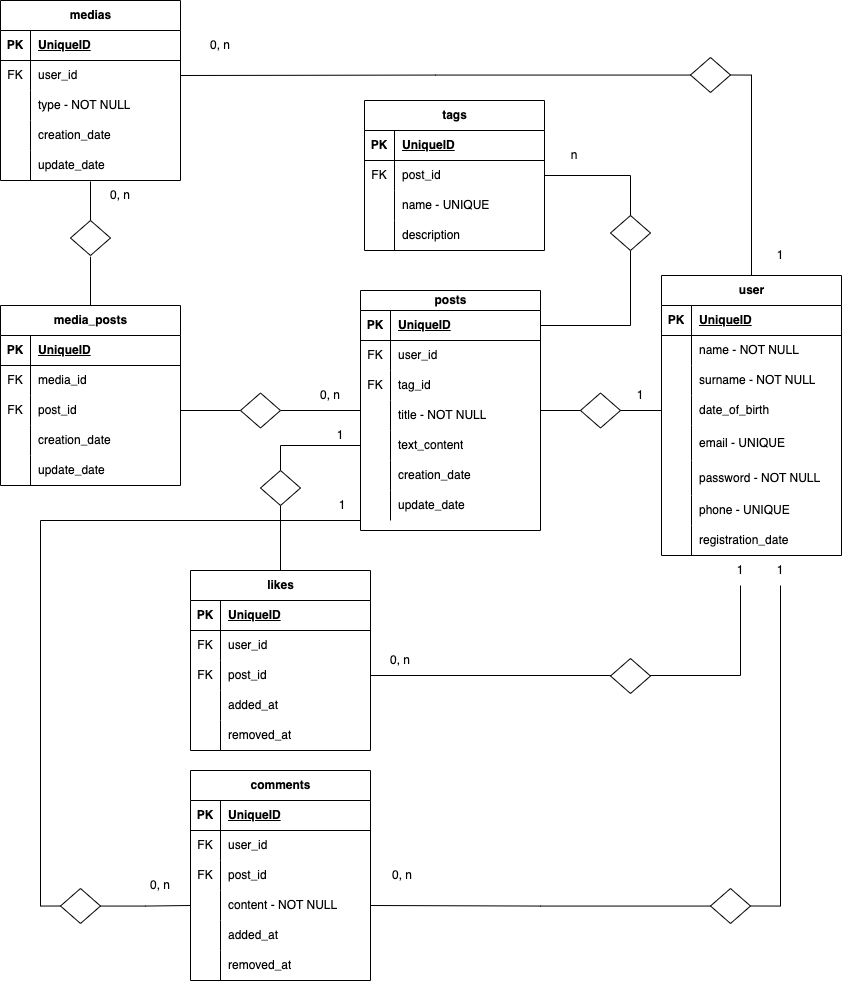 medias
PK UniqueID
0, n
FK user_id
type - NOT NULL
creation_date
update_date
0, n
tags
PK UniqueID
n
FK post_id
name - UNIQUE
description
1
user
PK UniqueID
name - NOT NULL
surname - NOT NULL
date_of_birth
email - UNIQUE
password - NOT NULL
phone - UNIQUE
registration_date
1 1
media_posts
PK UniqueID
FK media_id
FK post_id
creation_date
update_date
posts
PK UniqueID
FK user_id
FK tag_id
0, n
1
title - NOT NULL
text_content
creation_date
update_date
1
1
likes
PK UniqueID
FK user_id
0, n
FK post_id
added_at
removed_at
comments
PK UniqueID
FK user_id
FK post_id
0, n
0, n
content - NOT NULL
added_at
removed_at